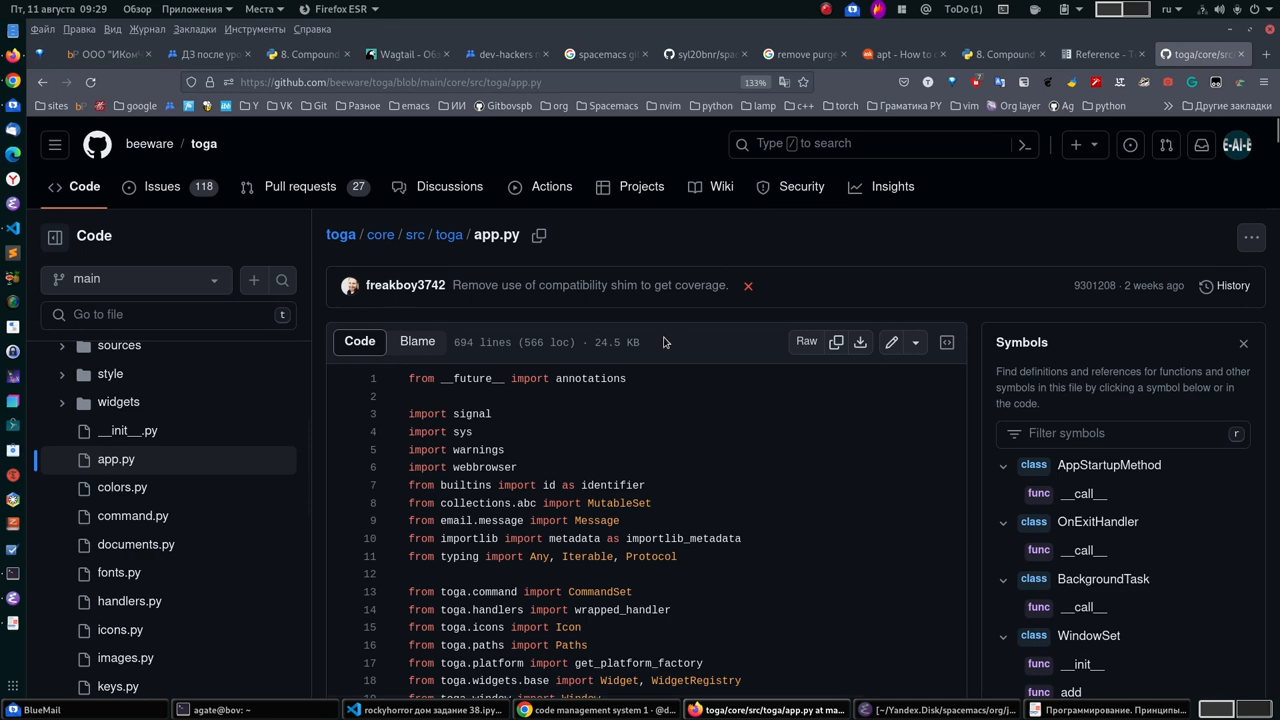 Пт, 11 августа 09:29 Обзор Приложения Места Firefox ESR ToDo(1) ru
Файл Правка Вид Журнал Закладки Инструменты Справка
ООО "ИКом ДЗ после уро 8. Compound Wagtail - Оба dev-hackers spacemacs git syl20bnr/spac remove purge apt - How to c 8. Compound Reference - T toga/core/src
https://github.com/beeware/toga/blob/main/core/src/toga/app.py 133%
sites google Y VK Git Разное emacs ИИ Gitbovspb org Spacemacs nvim python lamp c++ torch Граматика РУ vim Org layer Ag python Другие закладки
beeware / toga
Type / to search
E-AI-E
Code Issues 118 Pull requests 27 Discussions Actions Projects Wiki Security Insights
Code
main
Go to file t
sources
style
widgets
__init__.py
app.py
colors.py
command.py
documents.py
fonts.py
handlers.py
icons.py
images.py
keys.py
toga / core / src / toga / app.py
freakboy3742 Remove use of compatibility shim to get coverage. 9301208 · 2 weeks ago History
Code Blame 694 lines (566 loc) · 24.5 KB Raw
1 from __future__ import annotations
2
3 import signal
4 import sys
5 import warnings
6 import webbrowser
7 from builtins import id as identifier
8 from collections.abc import MutableSet
9 from email.message import Message
10 from importlib import metadata as importlib_metadata
11 from typing import Any, Iterable, Protocol
12
13 from toga.command import CommandSet
14 from toga.handlers import wrapped_handler
15 from toga.icons import Icon
16 from toga.paths import Paths
17 from toga.platform import get_platform_factory
18 from toga.widgets.base import Widget, WidgetRegistry
19 from toga.window import Window
Symbols
Find definitions and references for functions and other
symbols in this file by clicking a symbol below or in
the code.
Filter symbols r
class AppStartupMethod
func __call__
class OnExitHandler
func __call__
class BackgroundTask
func __call__
class WindowSet
func __init__
func add
BlueMail agate@bov: ~ rockyhorror дом задание 38.ipy... code management system 1 · @d... toga/core/src/toga/app.py at ma... [~/Yandex.Disk/spacemacs/org/j... Программирование. Принципы...